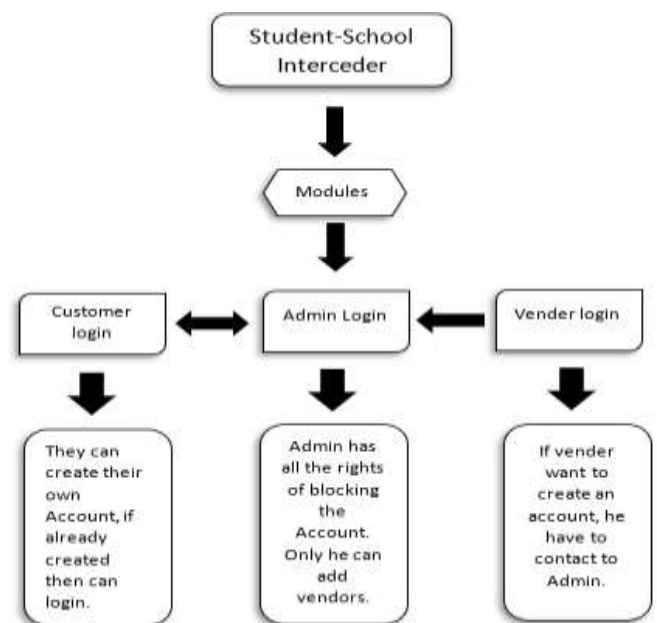 Student-School
Interceder
Modules
Customer
login
Admin Login
Vender login
They can
create their
own
Account, if
already
created
then can
login.
Admin has
all the rights
of blocking
the
Account.
Only he can
add
vendors.
If vender
want to
create an
account, he
have to
contact to
Admin.